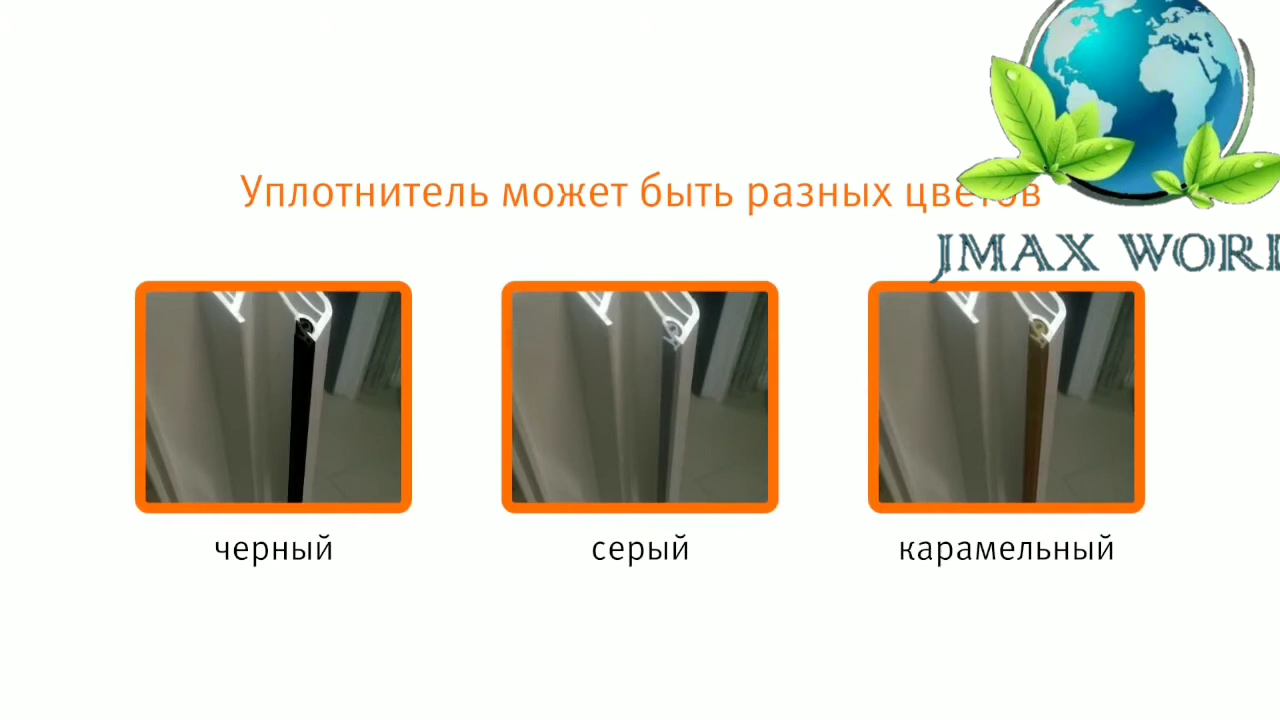 Уплотнитель может быть разных цветов
JMAX WORL
черный
серый
карамельный